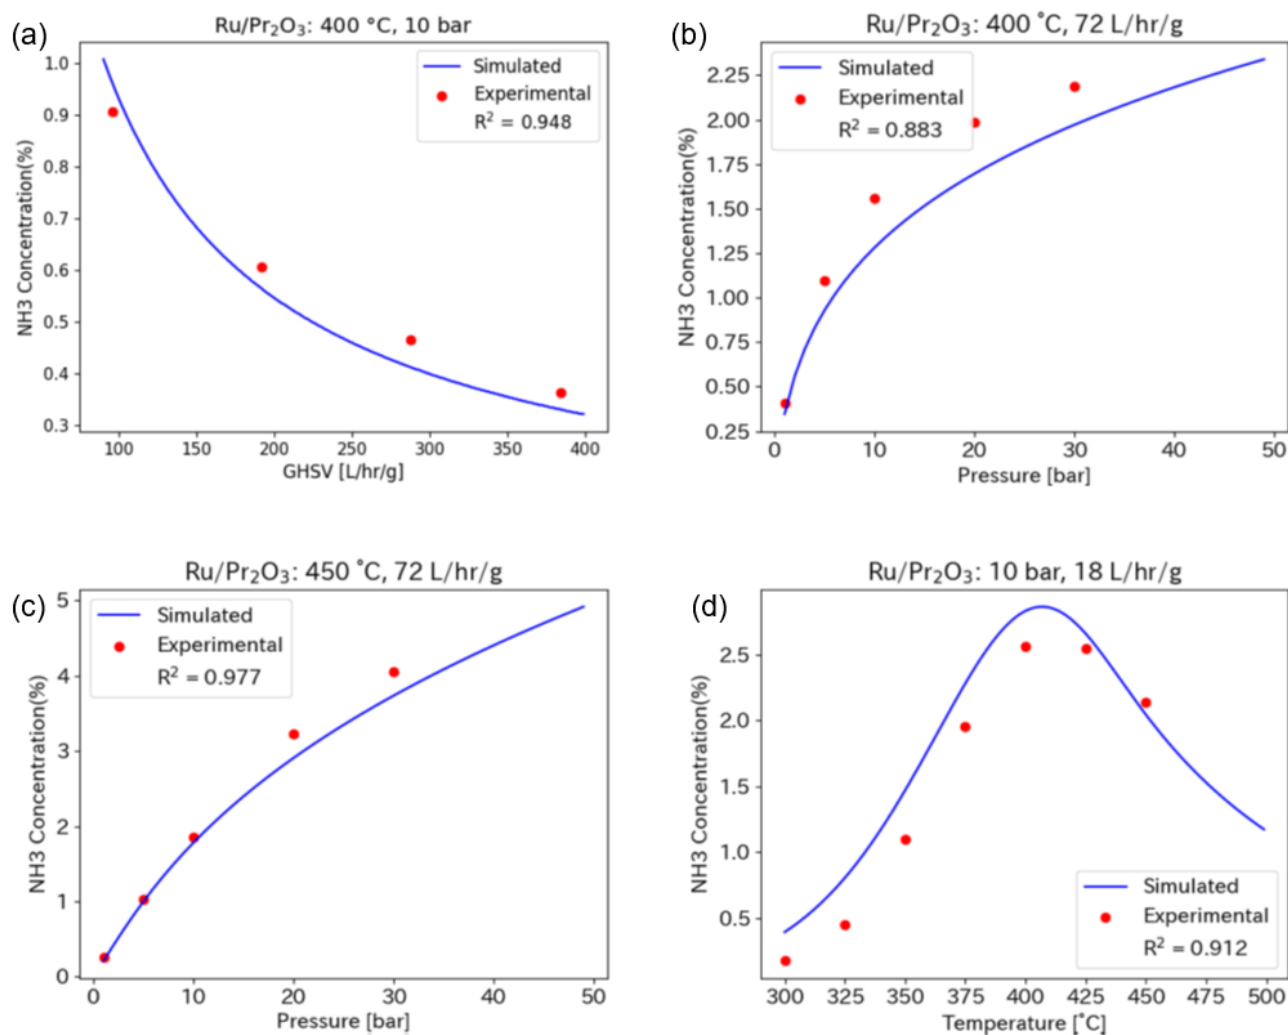 (a)
Ru/Pr₂O₃: 400 °C, 10 bar
NH3 Concentration(%)
1.0
0.9
0.8
0.7
0.6
0.5
0.4
0.3
Simulated
Experimental
R² = 0.948
100 150 200 250 300 350 400
GHSV [L/hr/g]
(b)
Ru/Pr₂O₃: 400 °C, 72 L/hr/g
NH3 Concentration(%)
2.25
2.00
1.75
1.50
1.25
1.00
0.75
0.50
0.25
Simulated
Experimental
R² = 0.883
0 10 20 30 40 50
Pressure [bar]
(c)
Ru/Pr₂O₃: 450 °C, 72 L/hr/g
NH3 Concentration(%)
5
4
3
2
1
0
Simulated
Experimental
R² = 0.977
0 10 20 30 40 50
Pressure [bar]
(d)
Ru/Pr₂O₃: 10 bar, 18 L/hr/g
NH3 Concentration(%)
2.5
2.0
1.5
1.0
0.5
Simulated
Experimental
R² = 0.912
300 325 350 375 400 425 450 475 500
Temperature [°C]